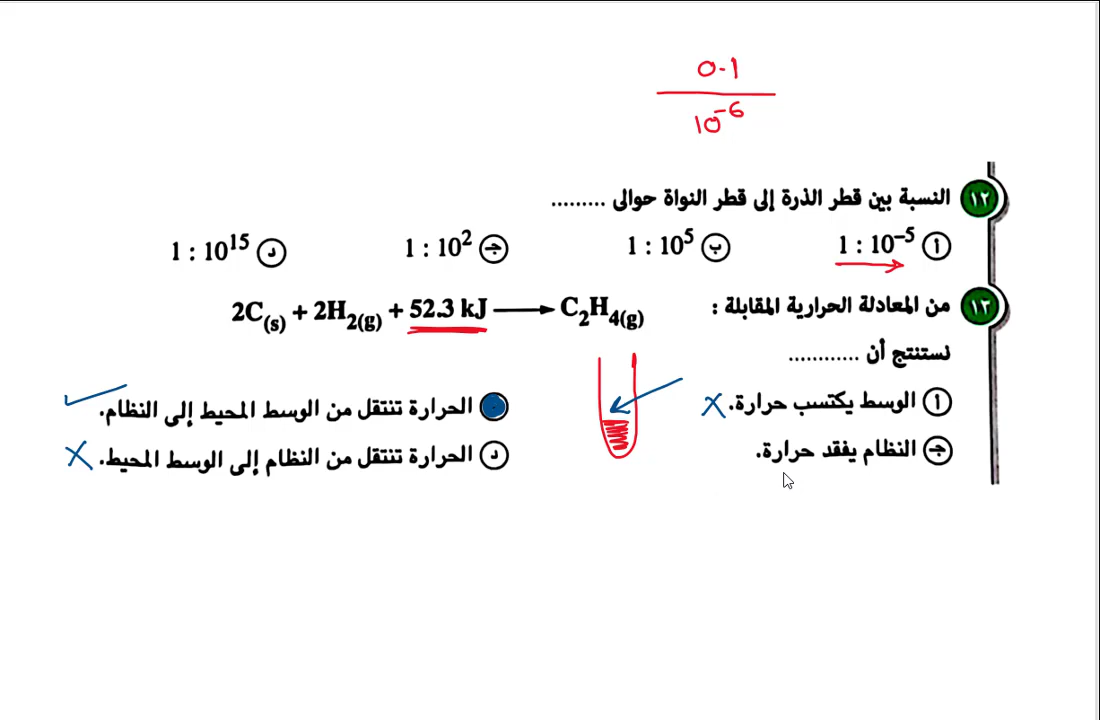 0.1
10⁻⁶
١٢ النسبة بين قطر الذرة إلى قطر النواة حوالى .........
أ 1 : 10⁻⁵ ب 1 : 10⁵ جـ 1 : 10² د 1 : 10¹⁵
١٣ من المعادلة الحرارية المقابلة : 2C(s) + 2H₂(g) + 52.3 kJ ⟶ C₂H₄(g)
نستنتج أن ............
أ الوسط يكتسب حرارة. X الحرارة تنتقل من الوسط المحيط إلى النظام. ✓
جـ النظام يفقد حرارة. د الحرارة تنتقل من النظام إلى الوسط المحيط. X